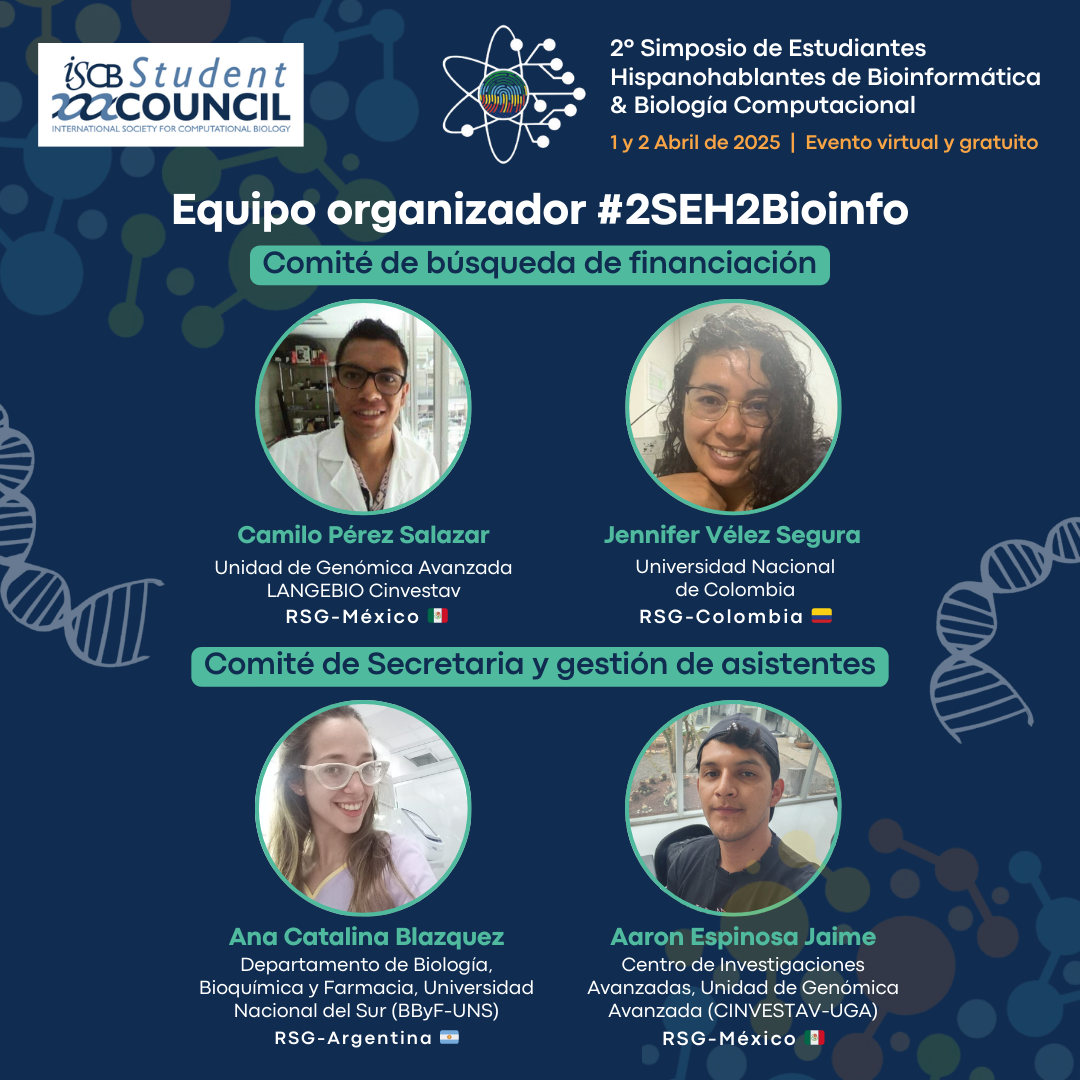 iSCB Student
COUNCIL
INTERNATIONAL SOCIETY FOR COMPUTATIONAL BIOLOGY
2º Simposio de Estudiantes
Hispanohablantes de Bioinformática
& Biología Computacional
1 y 2 Abril de 2025 | Evento virtual y gratuito
Equipo organizador #2SEH2Bioinfo
Comité de búsqueda de financiación
Camilo Pérez Salazar
Unidad de Genómica Avanzada
LANGEBIO Cinvestav
RSG-México
Jennifer Vélez Segura
Universidad Nacional
de Colombia
RSG-Colombia
Comité de Secretaria y gestión de asistentes
Ana Catalina Blazquez
Departamento de Biología,
Bioquímica y Farmacia, Universidad
Nacional del Sur (BByF-UNS)
RSG-Argentina
Aaron Espinosa Jaime
Centro de Investigaciones
Avanzadas, Unidad de Genómica
Avanzada (CINVESTAV-UGA)
RSG-México